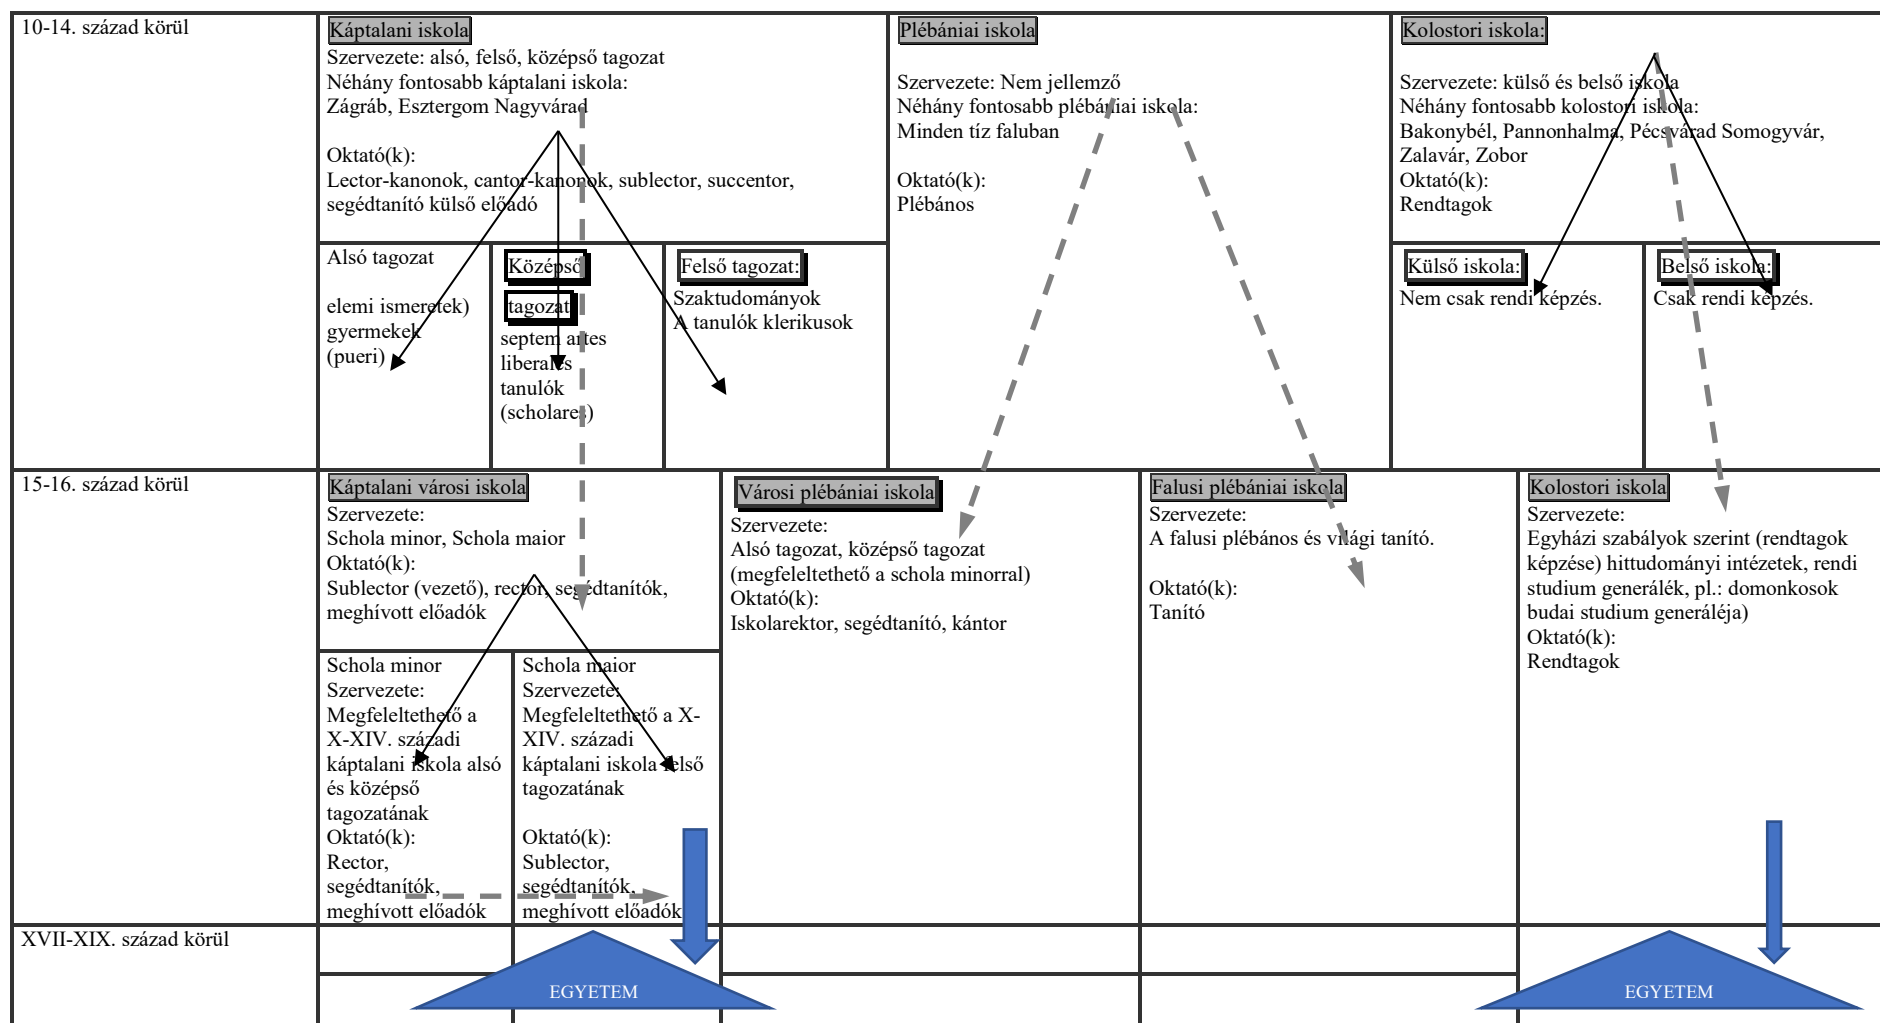 10-14. század körül
Káptalani iskola
Szervezete: alsó, felső, középső tagozat
Néhány fontosabb káptalani iskola:
Zágráb, Esztergom Nagyvárad
Oktató(k):
Lector-kanonok, cantor-kanonok, sublector, succentor,
segédtanító külső előadó
Plébániai iskola
Szervezete: Nem jellemző
Néhány fontosabb plébániai iskola:
Minden tíz faluban
Oktató(k):
Plébános
Kolostori iskola:
Szervezete: külső és belső iskola
Néhány fontosabb kolostori iskola:
Bakonybél, Pannonhalma, Pécsvárad Somogyvár,
Zalavár, Zobor
Oktató(k):
Rendtagok
Alsó tagozat
elemi ismeretek)
gyermekek
(pueri)
Középső
tagozat
septem artes
liberales
tanulók
(scholares)
Felső tagozat:
Szaktudományok
A tanulók klerikusok
Külső iskola:
Nem csak rendi képzés.
Belső iskola:
Csak rendi képzés.
15-16. század körül
Káptalani városi iskola
Szervezete:
Schola minor, Schola maior
Oktató(k):
Sublector (vezető), rector, segédtanítók,
meghívott előadók
Városi plébániai iskola
Szervezete:
Alsó tagozat, középső tagozat
(megfeleltethető a schola minorral)
Oktató(k):
Iskolarektor, segédtanító, kántor
Falusi plébániai iskola
Szervezete:
A falusi plébános és világi tanító.
Oktató(k):
Tanító
Kolostori iskola
Szervezete:
Egyházi szabályok szerint (rendtagok
képzése) hittudományi intézetek, rendi
studium generálék, pl.: domonkosok
budai studium generáléja)
Oktató(k):
Rendtagok
Schola minor
Szervezete:
Megfeleltethető a
X-XIV. századi
káptalani iskola alsó
és középső
tagozatának
Oktató(k):
Rector,
segédtanítók,
meghívott előadók
Schola maior
Szervezete:
Megfeleltethető a X-
XIV. századi
káptalani iskola felső
tagozatának
Oktató(k):
Sublector,
segédtanítók,
meghívott előadók
XVII-XIX. század körül
EGYETEM
EGYETEM